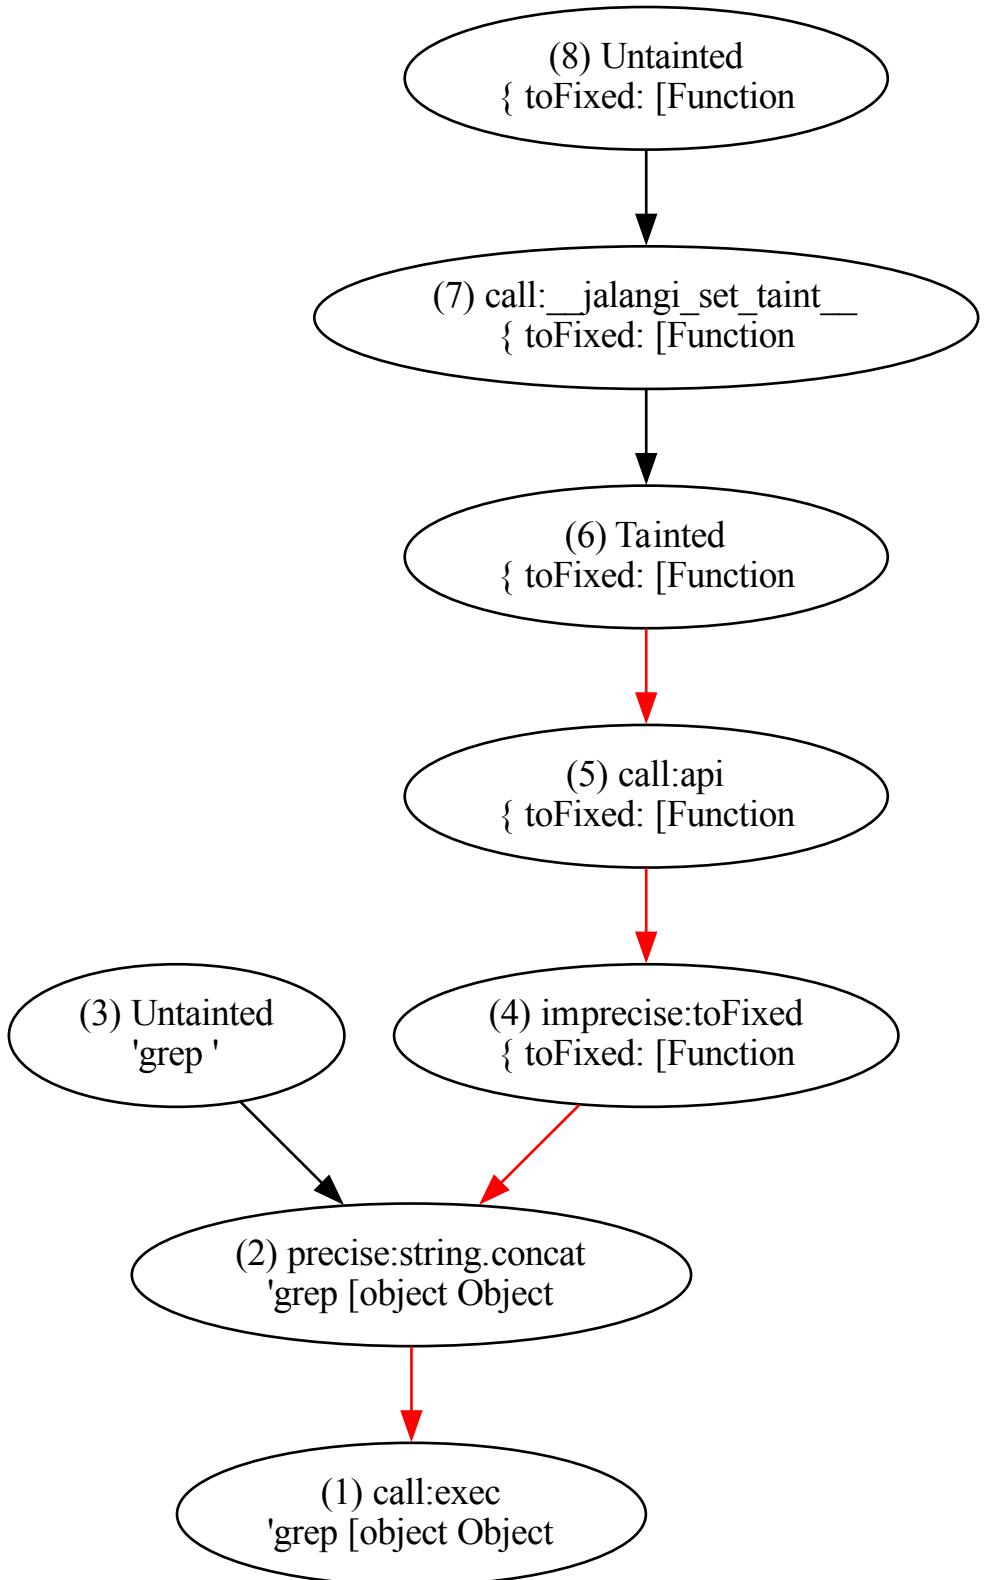 (8) Untainted
{ toFixed: [Function
(7) call:__jalangi_set_taint__
{ toFixed: [Function
(6) Tainted
{ toFixed: [Function
(5) call:api
{ toFixed: [Function
(3) Untainted
'grep '
(4) imprecise:toFixed
{ toFixed: [Function
(2) precise:string.concat
'grep [object Object
(1) call:exec
'grep [object Object